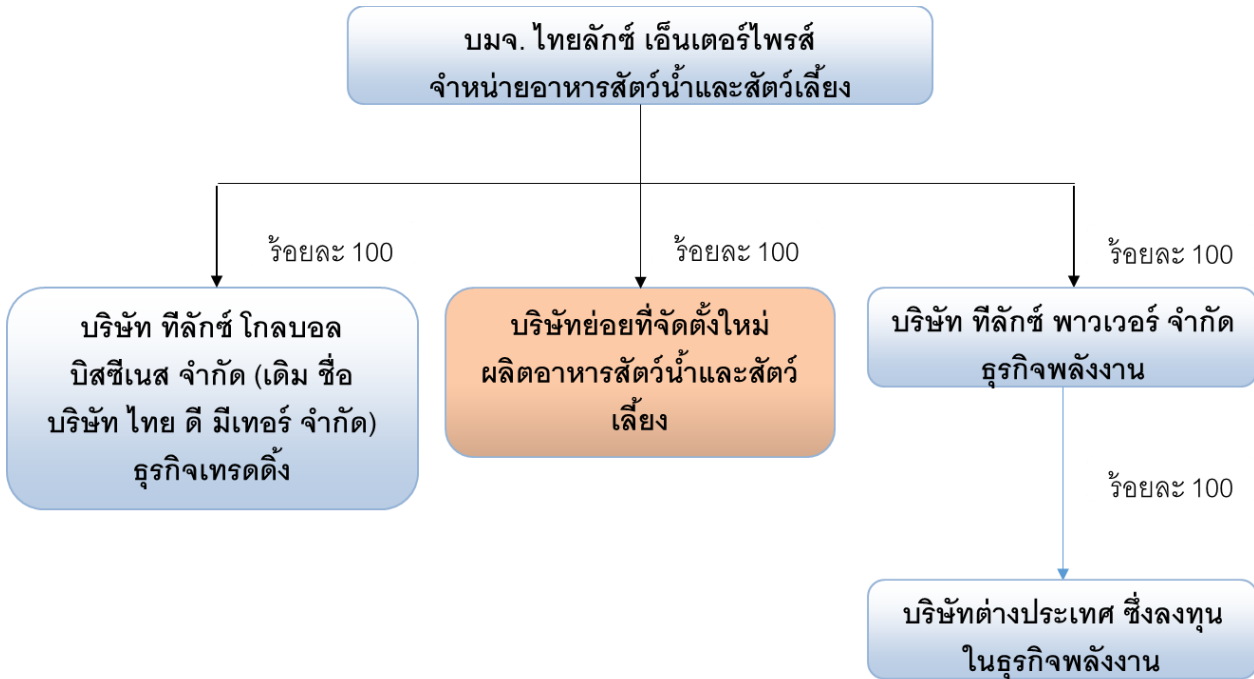 บมจ. ไทยลักซ์ เอ็นเตอร์ไพรส์
จำหน่ายอาหารสัตว์น้ำและสัตว์เลี้ยง
ร้อยละ 100
ร้อยละ 100
ร้อยละ 100
บริษัท ทีลักซ์ โกลบอล
บิสซีเนส จำกัด (เดิม ชื่อ
บริษัท ไทย ดี มีเทอร์ จำกัด)
ธุรกิจเทรดดิ้ง
บริษัทย่อยที่จัดตั้งใหม่
ผลิตอาหารสัตว์น้ำและสัตว์
เลี้ยง
บริษัท ทีลักซ์ พาวเวอร์ จำกัด
ธุรกิจพลังงาน
ร้อยละ 100
บริษัทต่างประเทศ ซึ่งลงทุน
ในธุรกิจพลังงาน